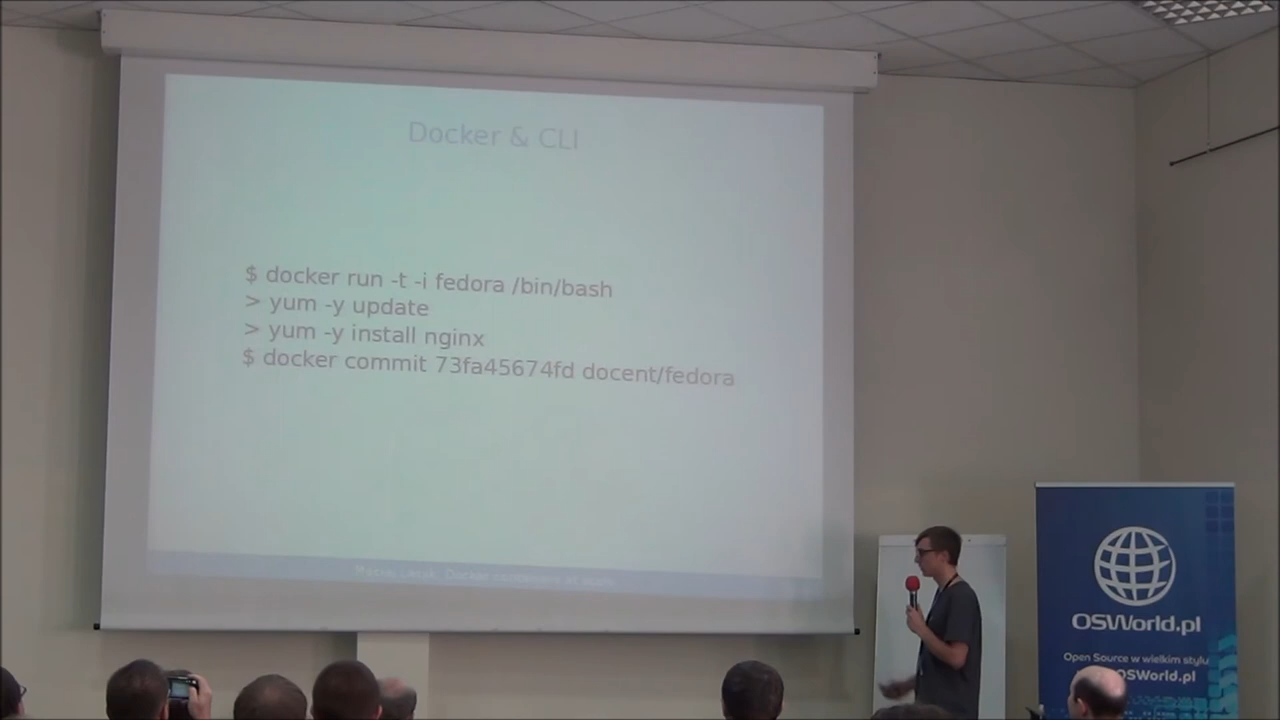 Docker & CLI
$ docker run -t -i fedora /bin/bash
> yum -y update
> yum -y install nginx
$ docker commit 73fa45674fd docent/fedora
Docker
OSWorld.pl
Open Source w wielkim stylu
OSWorld.pl